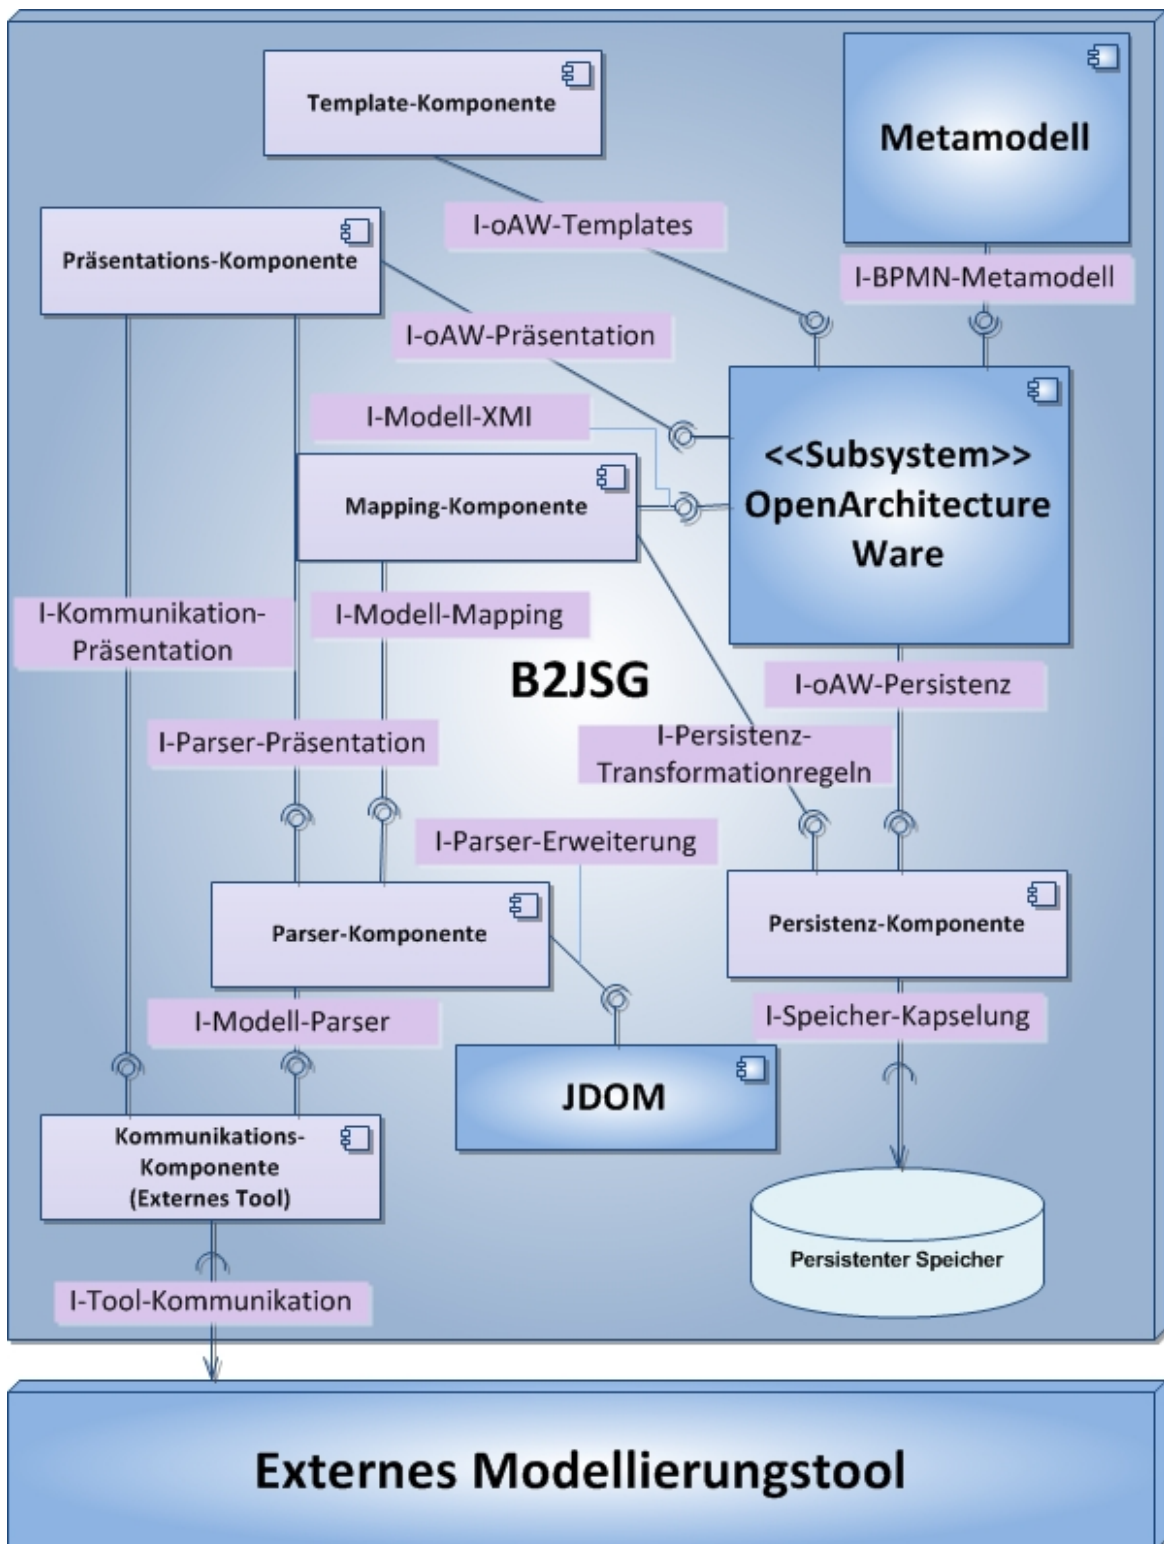 Template-Komponente
Metamodell
I-oAW-Templates
Präsentations-Komponente
I-BPMN-Metamodell
I-oAW-Präsentation
I-Modell-XMI
<<Subsystem>>
OpenArchitecture
Ware
Mapping-Komponente
I-Kommunikation-
Präsentation
I-Modell-Mapping
B2JSG
I-oAW-Persistenz
I-Parser-Präsentation
I-Persistenz-
Transformationregeln
I-Parser-Erweiterung
Parser-Komponente
Persistenz-Komponente
I-Modell-Parser
I-Speicher-Kapselung
JDOM
Kommunikations-
Komponente
(Externes Tool)
Persistenter Speicher
I-Tool-Kommunikation
Externes Modellierungstool